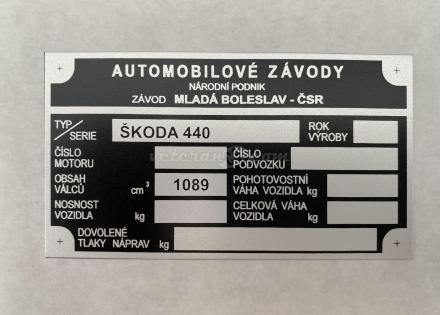 AUTOMOBILOVÉ ZÁVODY
NÁRODNÍ PODNIK
ZÁVOD MLADÁ BOLESLAV - ČSR
TYP/SERIE ŠKODA 440 ROK VÝROBY
ČÍSLO MOTORU ČÍSLO PODVOZKU
OBSAH VÁLCŮ cm³ 1089 POHOTOVOSTNÍ VÁHA VOZIDLA kg
NOSNOST VOZIDLA kg CELKOVÁ VÁHA VOZIDLA kg
DOVOLENÉ TLAKY NÁPRAV kg